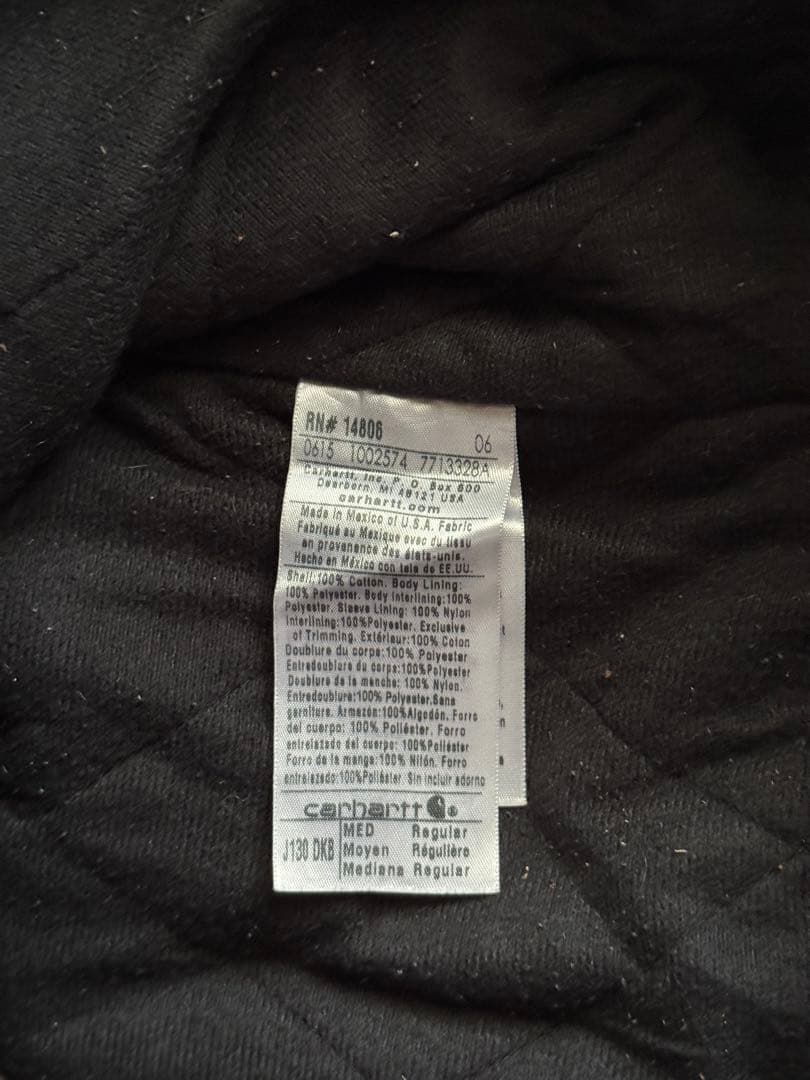 RN# 14806 06
0615 1002574 7713328A
Carhartt, Inc. P. O. Box 600
Dearborn, MI 48121 USA
carhartt.com
Made in Mexico of U.S.A. Fabric
Fabriqué au Mexique avec du tissu
en provenance des états-unis.
Hecho en México con tela de EE.UU.
Shell:100% Cotton. Body Lining:
100% Polyester. Body Interlining:100%
Polyester. Sleeve Lining: 100% Nylon
Interlining:100% Polyester. Exclusive
of Trimming. Extérieur:100% Coton
Doublure du corps:100% Polyester
Entredoublure du corps:100%Polyester
Doublure de la manche: 100% Nylon.
Entredoublure:100% Polyester.Sans
garniture. Armazón:100%Algodón. Forro
del cuerpo: 100% Poliéster. Forro
entrelazado del cuerpo: 100%Poliéster
Forro de la manga: 100% Nilón. Forro
entrelazado:100%Poliéster Sin incluir adorno
carhartt ®
J130 DKB
MED Regular
Moyen Régulière
Mediana Regular